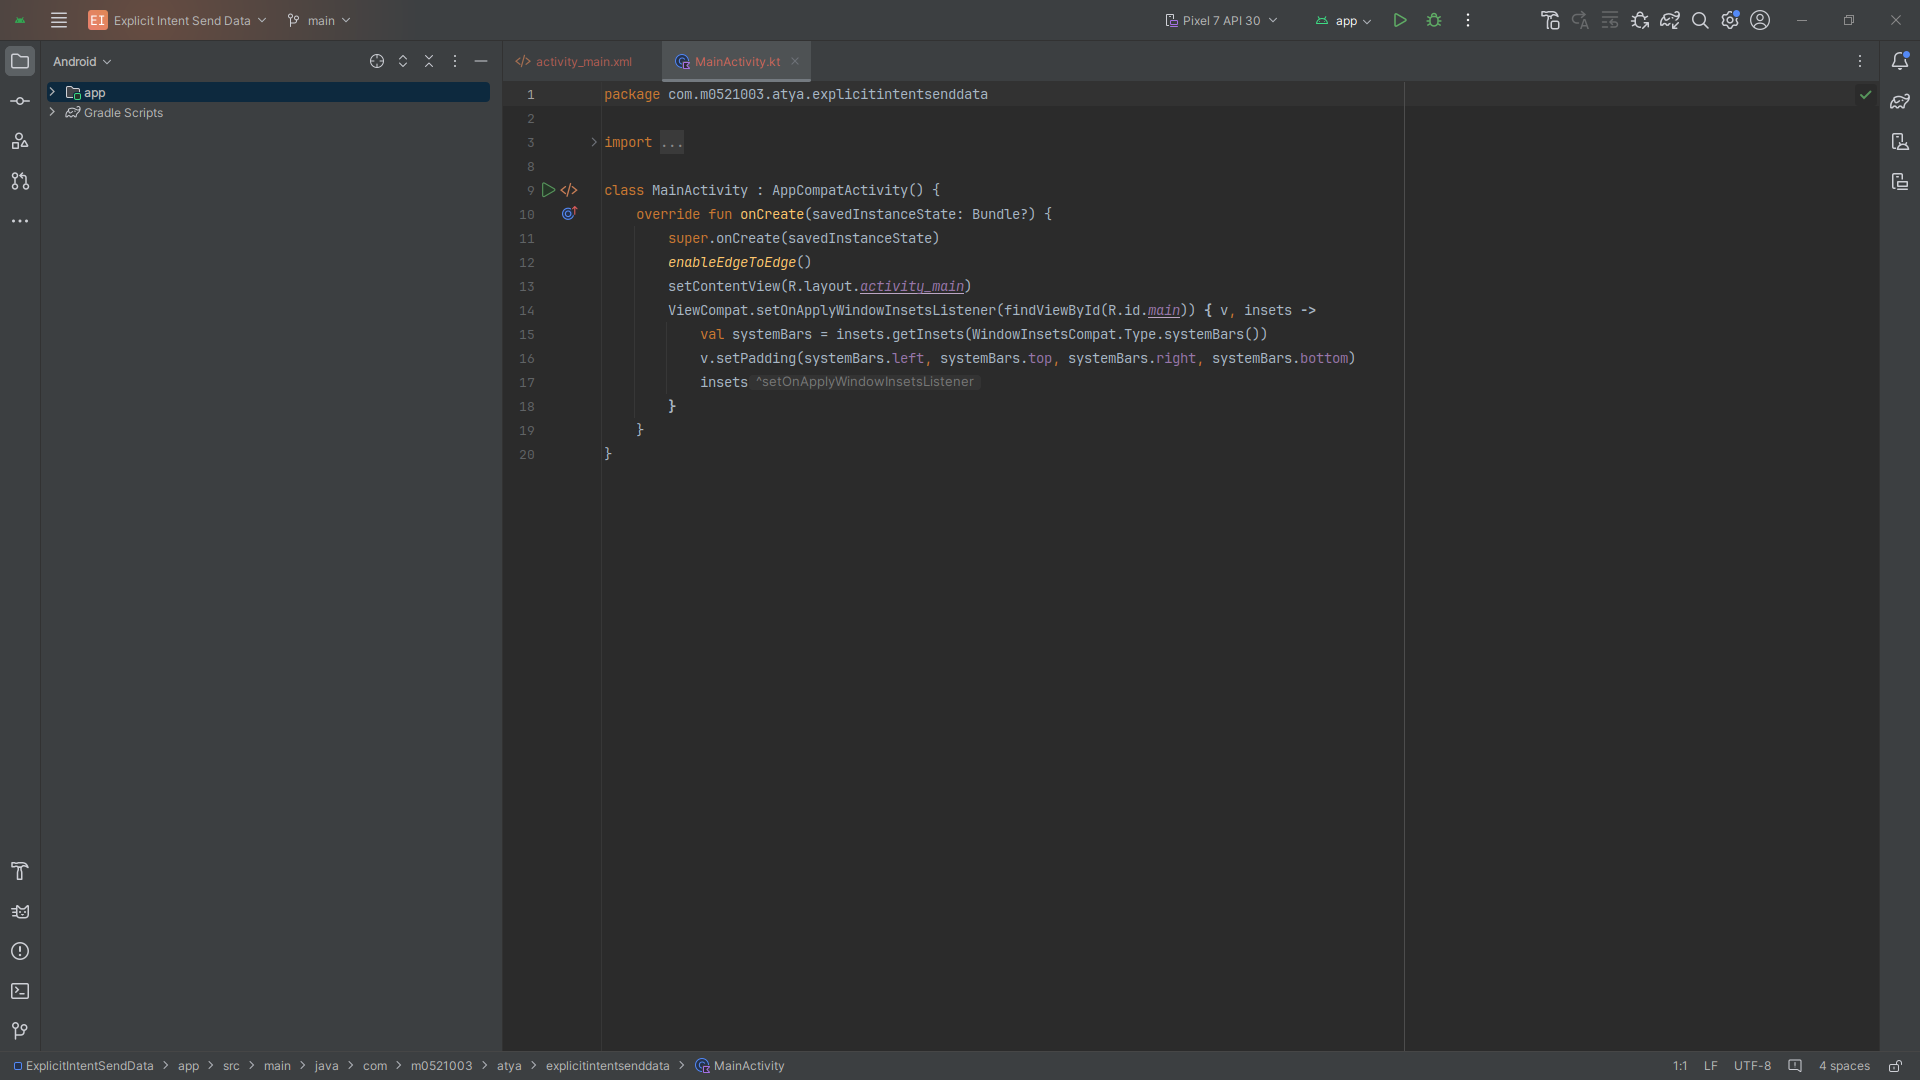 EI Explicit Intent Send Data main Pixel 7 API 30 app
Android activity_main.xml MainActivity.kt
app
Gradle Scripts
1 package com.m0521003.atya.explicitintentsenddata
2
3 import ...
8
9 class MainActivity : AppCompatActivity() {
10 override fun onCreate(savedInstanceState: Bundle?) {
11 super.onCreate(savedInstanceState)
12 enableEdgeToEdge()
13 setContentView(R.layout.activity_main)
14 ViewCompat.setOnApplyWindowInsetsListener(findViewById(R.id.main)) { v, insets ->
15 val systemBars = insets.getInsets(WindowInsetsCompat.Type.systemBars())
16 v.setPadding(systemBars.left, systemBars.top, systemBars.right, systemBars.bottom)
17 insets ^setOnApplyWindowInsetsListener
18 }
19 }
20 }
ExplicitIntentSendData > app > src > main > java > com > m0521003 > atya > explicitintentsenddata > MainActivity 1:1 LF UTF-8 4 spaces